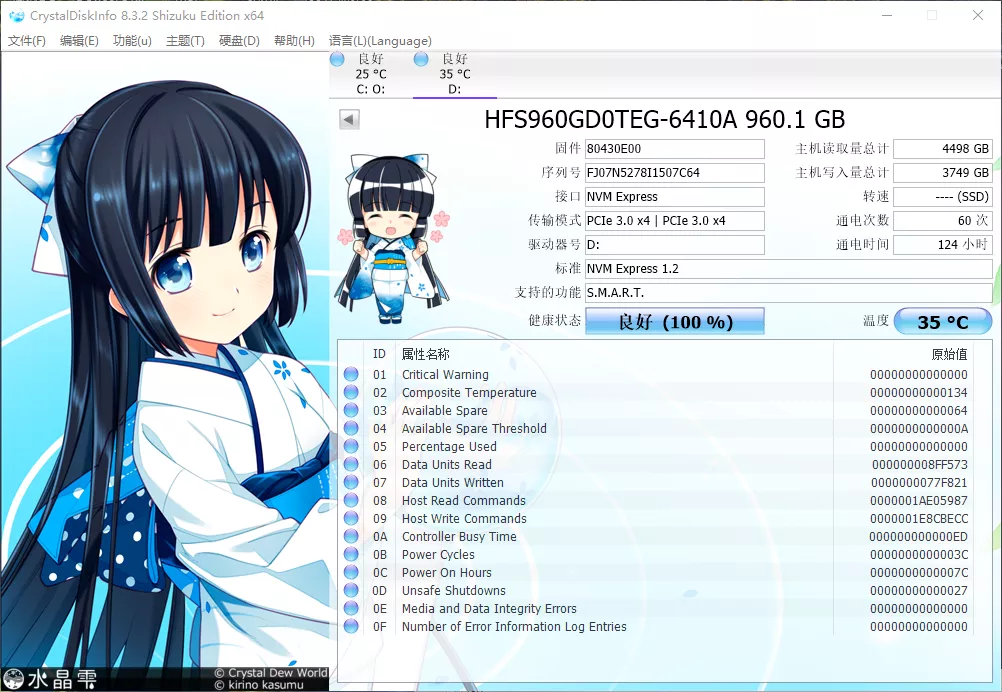 CrystalDiskInfo 8.3.2 Shizuku Edition x64
文件(F) 编辑(E) 功能(u) 主题(T) 硬盘(D) 帮助(H) 语言(L)(Language)
良好 良好
25 °C 35 °C
C: O: D:
HFS960GD0TEG-6410A 960.1 GB
固件 80430E00 主机读取量总计 4498 GB
序列号 FJ07N5278I1507C64 主机写入量总计 3749 GB
接口 NVM Express 转速 ---- (SSD)
传输模式 PCIe 3.0 x4 | PCIe 3.0 x4 通电次数 60 次
驱动器号 D: 通电时间 124 小时
标准 NVM Express 1.2
支持的功能 S.M.A.R.T.
健康状态 良好 (100 %) 温度 35 °C
ID 属性名称 原始值
01 Critical Warning 00000000000000
02 Composite Temperature 00000000000134
03 Available Spare 00000000000064
04 Available Spare Threshold 0000000000000A
05 Percentage Used 00000000000000
06 Data Units Read 000000008FF573
07 Data Units Written 0000000077F821
08 Host Read Commands 0000001AE05987
09 Host Write Commands 0000001E8CBECC
0A Controller Busy Time 000000000000ED
0B Power Cycles 0000000000003C
0C Power On Hours 0000000000007C
0D Unsafe Shutdowns 00000000000027
0E Media and Data Integrity Errors 00000000000000
0F Number of Error Information Log Entries 00000000000000
水晶雫
© Crystal Dew World
© kirino kasumu